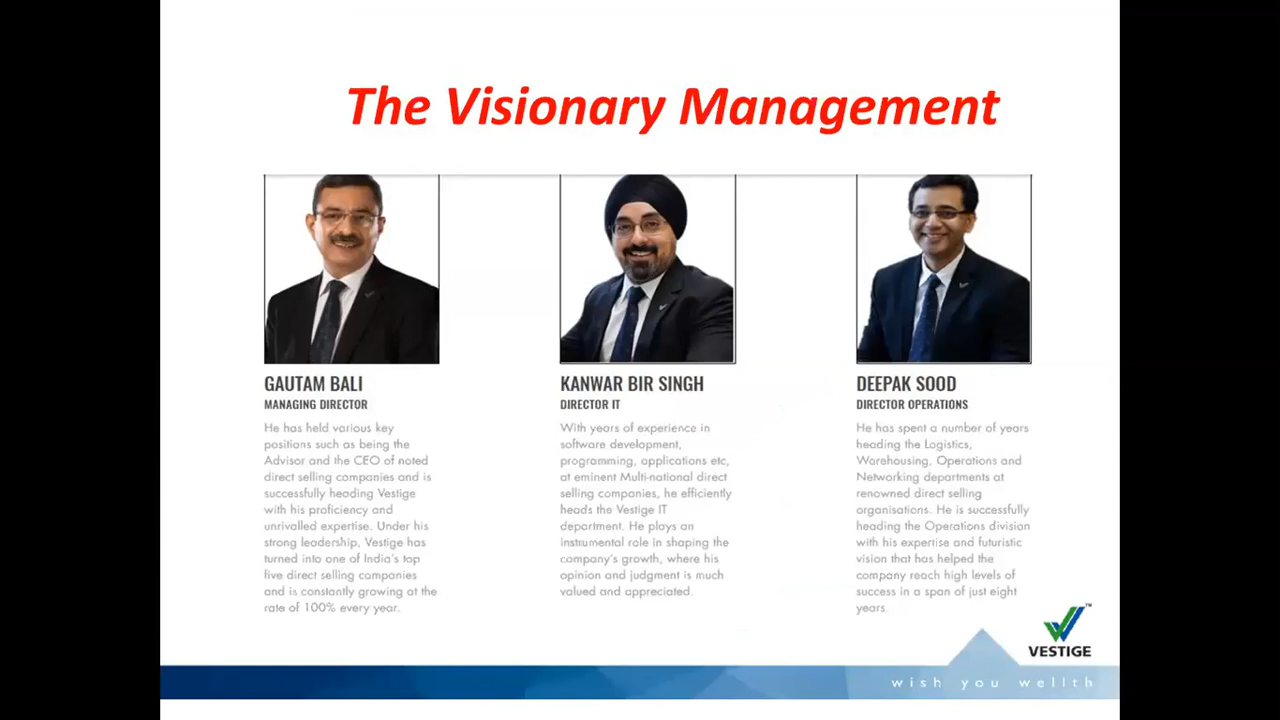 The Visionary Management
GAUTAM BALI
MANAGING DIRECTOR
He has held various key
positions such as being the
Advisor and the CEO of noted
direct selling companies and is
successfully heading Vestige
with his proficiency and
unrivalled expertise. Under his
strong leadership, Vestige has
turned into one of India's top
five direct selling companies
and is constantly growing at the
rate of 100% every year.
KANWAR BIR SINGH
DIRECTOR IT
With years of experience in
software development,
programming, applications etc,
at eminent Multi-national direct
selling companies, he efficiently
heads the Vestige IT
department. He plays an
instrumental role in shaping the
company's growth, where his
opinion and judgment is much
valued and appreciated.
DEEPAK SOOD
DIRECTOR OPERATIONS
He has spent a number of years
heading the Logistics,
Warehousing, Operations and
Networking departments at
renowned direct selling
organisations. He is successfully
heading the Operations division
with his expertise and futuristic
vision that has helped the
company reach high levels of
success in a span of just eight
years
TM
VESTIGE
wish you wellth